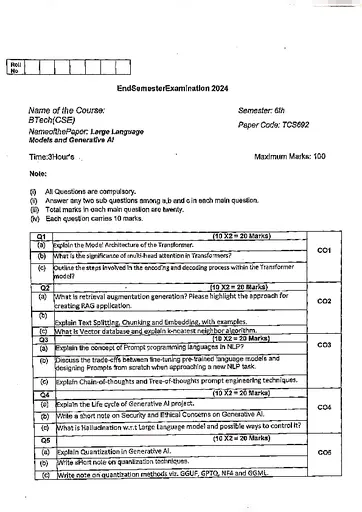 Roll
No
EndSemesterExamination 2024
Name of the Course:
BTech(CSE)
Semester: 6th
NameofthePaper: Large Language
Models and Generative AI
Paper Code: TCS692
Time:3Hour's
Maximum Marks: 100
Note:
(i) All Questions are compulsory.
(ii) Answer any two sub questions among a,b and c in each main question.
(iii) Total marks in each main question are twenty.
(iv) Each question carries 10 marks.
Q1 (10 X2 = 20 Marks)
(a) Explain the Model Architecture of the Transformer.
CO1
(b) What is the significance of multi-head attention in Transformers?
(c) Outline the steps involved in the encoding and decoding process within the Transformer
model?
Q2 (10 X2 = 20 Marks)
(a) What is retrieval augmentation generation? Please highlight the approach for
creating RAG application.
CO2
(b)
Explain Text Splitting, Chunking and Embedding, with examples.
(c) What is Vector database and explain k-nearest neighbor algorithm.
Q3 (10 X2 = 20 Marks)
CO3
(a) Explain the concept of Prompt programming languages in NLP?
(b) Discuss the trade-offs between fine-tuning pre-trained language models and
designing Prompts from scratch when approaching a new NLP task.
(c) Explain Chain-of-thoughts and Tree-of-thoughts prompt engineering techniques.
Q4 (10 X2 = 20 Marks)
(a) Explain the Life cycle of Generative AI project.
CO4
(b) Write a short note on Security and Ethical Concerns on Generative AI.
(c) What is Hallucination w.r.t Large Language model and possible ways to control it?
Q5 (10 X2 = 20 Marks)
(a) Explain Quantization in Generative AI.
CO5
(b) Write short Note on quantization techniques.
(c) Write note on quantization methods viz. GGUF, GPTQ, NF4 and GGML.